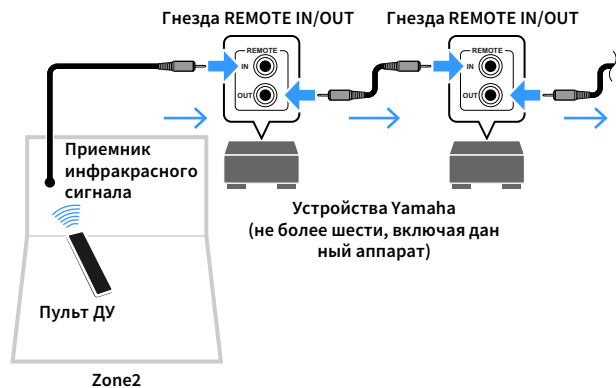 Гнезда REMOTE IN/OUT
Гнезда REMOTE IN/OUT
REMOTE
IN
OUT
REMOTE
IN
OUT
Приемник
инфракрасного
сигнала
Устройства Yamaha
(не более шести, включая дан
ный аппарат)
Пульт ДУ
Zone2